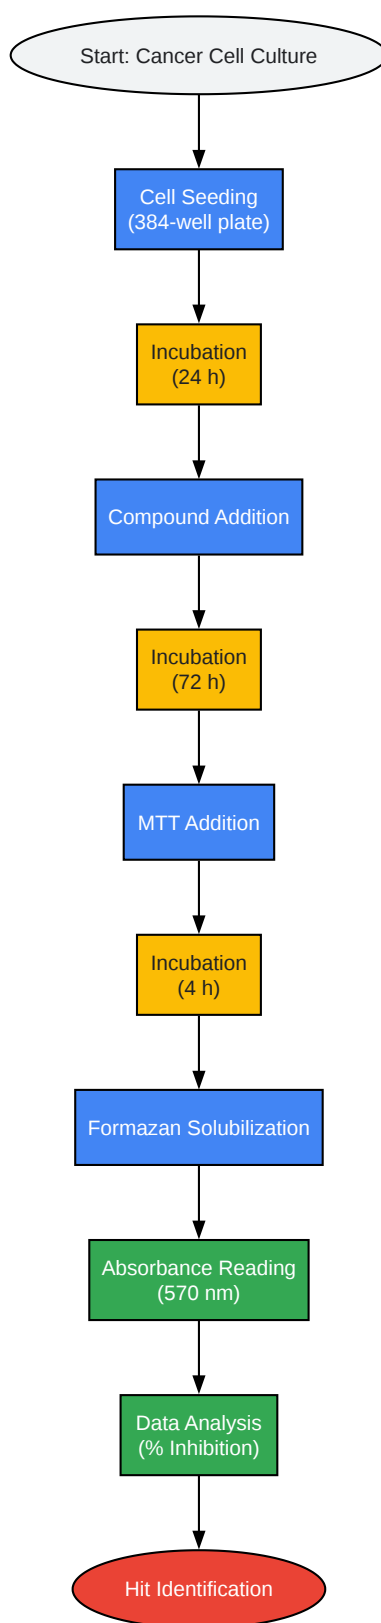 Start: Cancer Cell Culture
Cell Seeding
(384-well plate)
Incubation
(24 h)
Compound Addition
Incubation
(72 h)
MTT Addition
Incubation
(4 h)
Formazan Solubilization
Absorbance Reading
(570 nm)
Data Analysis
(% Inhibition)
Hit Identification